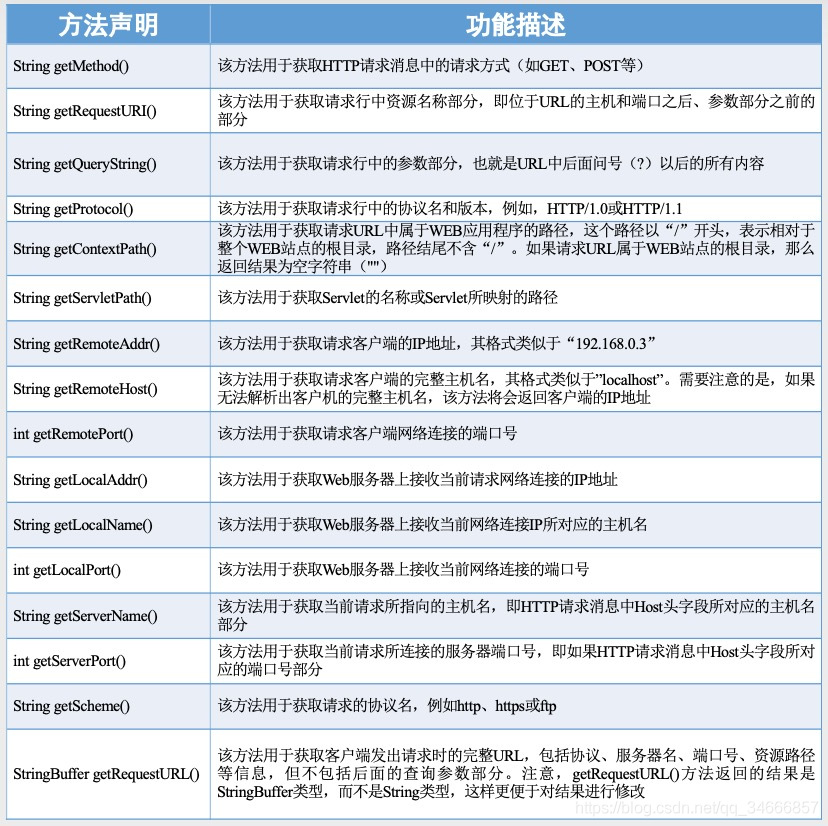 方法声明
功能描述
String getMethod()
该方法用于获取HTTP请求消息中的请求方式（如GET、POST等）
String getRequestURI()
该方法用于获取请求行中资源名称部分，即位于URL的主机和端口之后、参数部分之前的
部分
String getQueryString()
该方法用于获取请求行中的参数部分，也就是URL中后面问号（?）以后的所有内容
String getProtocol()
该方法用于获取请求行中的协议名和版本，例如，HTTP/1.0或HTTP/1.1
String getContextPath()
该方法用于获取请求URL中属于WEB应用程序的路径，这个路径以“/”开头，表示相对于
整个WEB站点的根目录，路径结尾不含“/”。如果请求URL属于WEB站点的根目录，那么
返回结果为空字符串（""）
String getServletPath()
该方法用于获取Servlet的名称或Servlet所映射的路径
String getRemoteAddr()
该方法用于获取请求客户端的IP地址，其格式类似于“192.168.0.3”
String getRemoteHost()
该方法用于获取请求客户端的完整主机名，其格式类似于”localhost”。需要注意的是，如果
无法解析出客户机的完整主机名，该方法将会返回客户端的IP地址
int getRemotePort()
该方法用于获取请求客户端网络连接的端口号
String getLocalAddr()
该方法用于获取Web服务器上接收当前请求网络连接的IP地址
String getLocalName()
该方法用于获取Web服务器上接收当前网络连接IP所对应的主机名
int getLocalPort()
该方法用于获取Web服务器上接收当前网络连接的端口号
String getServerName()
该方法用于获取当前请求所指向的主机名，即HTTP请求消息中Host头字段所对应的主机名
部分
int getServerPort()
该方法用于获取当前请求所连接的服务器端口号，即如果HTTP请求消息中Host头字段所对
应的端口号部分
String getScheme()
该方法用于获取请求的协议名，例如http、https或ftp
StringBuffer getRequestURL()
该方法用于获取客户端发出请求时的完整URL，包括协议、服务器名、端口号、资源路径
等信息，但不包括后面的查询参数部分。注意，getRequestURL()方法返回的结果是
StringBuffer类型，而不是String类型，这样更便于对结果进行修改
https://blog.csdn.net/qq_34666857